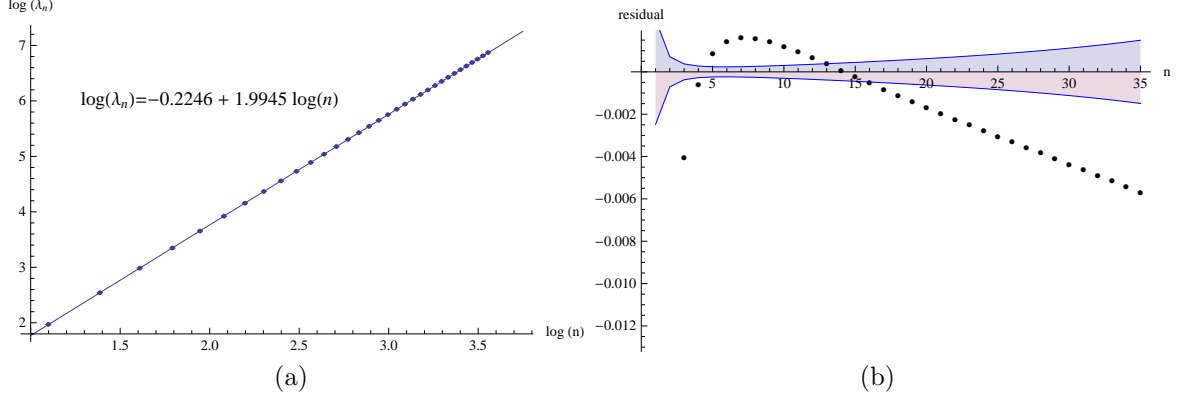 log (λₙ)
7
6
5
4
3
2
log(λₙ)=−0.2246 + 1.9945 log(n)
1.5 2.0 2.5 3.0 3.5
log (n)
(a)
residual
5 10 15 20 25 30 35
n
−0.002
−0.004
−0.006
−0.008
−0.010
−0.012
(b)